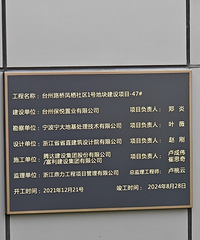 工程名称：台州路桥凤栖社区1号地块建设项目-47#
建设单位：台州保悦置业有限公司 项目负责人：郑 炎
勘察单位：宁波宁大地基处理技术有限公司 项目负责人：叶 薇
设计单位：浙江省省直建筑设计院有限公司 项目负责人：赵 刚
施工单位：腾达建设集团股份有限公司 项目负责人：卢成伟
/富利建设集团有限公司 崔思奇
监理单位：浙江鼎力工程项目管理有限公司 总监理工程师：卢桃云
开工时间：2021年12月21号 竣工时间：2024年8月28日